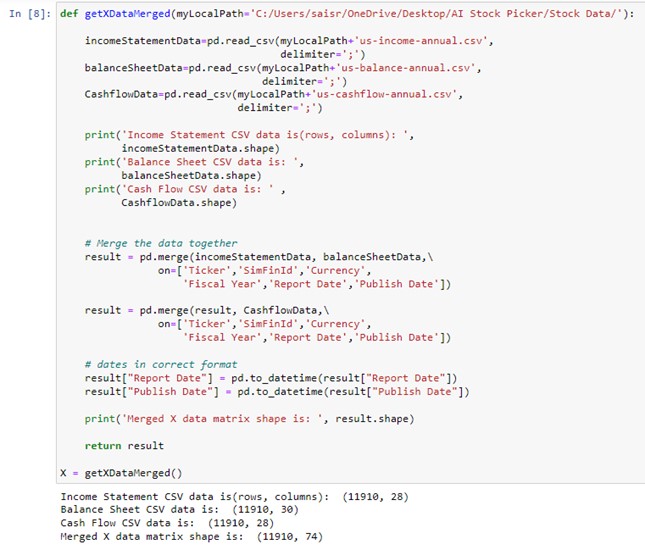 In [8]: def getXDataMerged(myLocalPath='C:/Users/saisr/OneDrive/Desktop/AI Stock Picker/Stock Data/'):
incomeStatementData=pd.read_csv(myLocalPath+'us-income-annual.csv',
delimiter=';')
balanceSheetData=pd.read_csv(myLocalPath+'us-balance-annual.csv',
delimiter=';')
CashflowData=pd.read_csv(myLocalPath+'us-cashflow-annual.csv',
delimiter=';')
print('Income Statement CSV data is(rows, columns): ',
incomeStatementData.shape)
print('Balance Sheet CSV data is: ',
balanceSheetData.shape)
print('Cash Flow CSV data is: ' ,
CashflowData.shape)
# Merge the data together
result = pd.merge(incomeStatementData, balanceSheetData,\
on=['Ticker','SimFinId','Currency',
'Fiscal Year','Report Date','Publish Date'])
result = pd.merge(result, CashflowData,\
on=['Ticker','SimFinId','Currency',
'Fiscal Year','Report Date','Publish Date'])
# dates in correct format
result["Report Date"] = pd.to_datetime(result["Report Date"])
result["Publish Date"] = pd.to_datetime(result["Publish Date"])
print('Merged X data matrix shape is: ', result.shape)
return result
X = getXDataMerged()
Income Statement CSV data is(rows, columns):  (11910, 28)
Balance Sheet CSV data is:  (11910, 30)
Cash Flow CSV data is:  (11910, 28)
Merged X data matrix shape is:  (11910, 74)